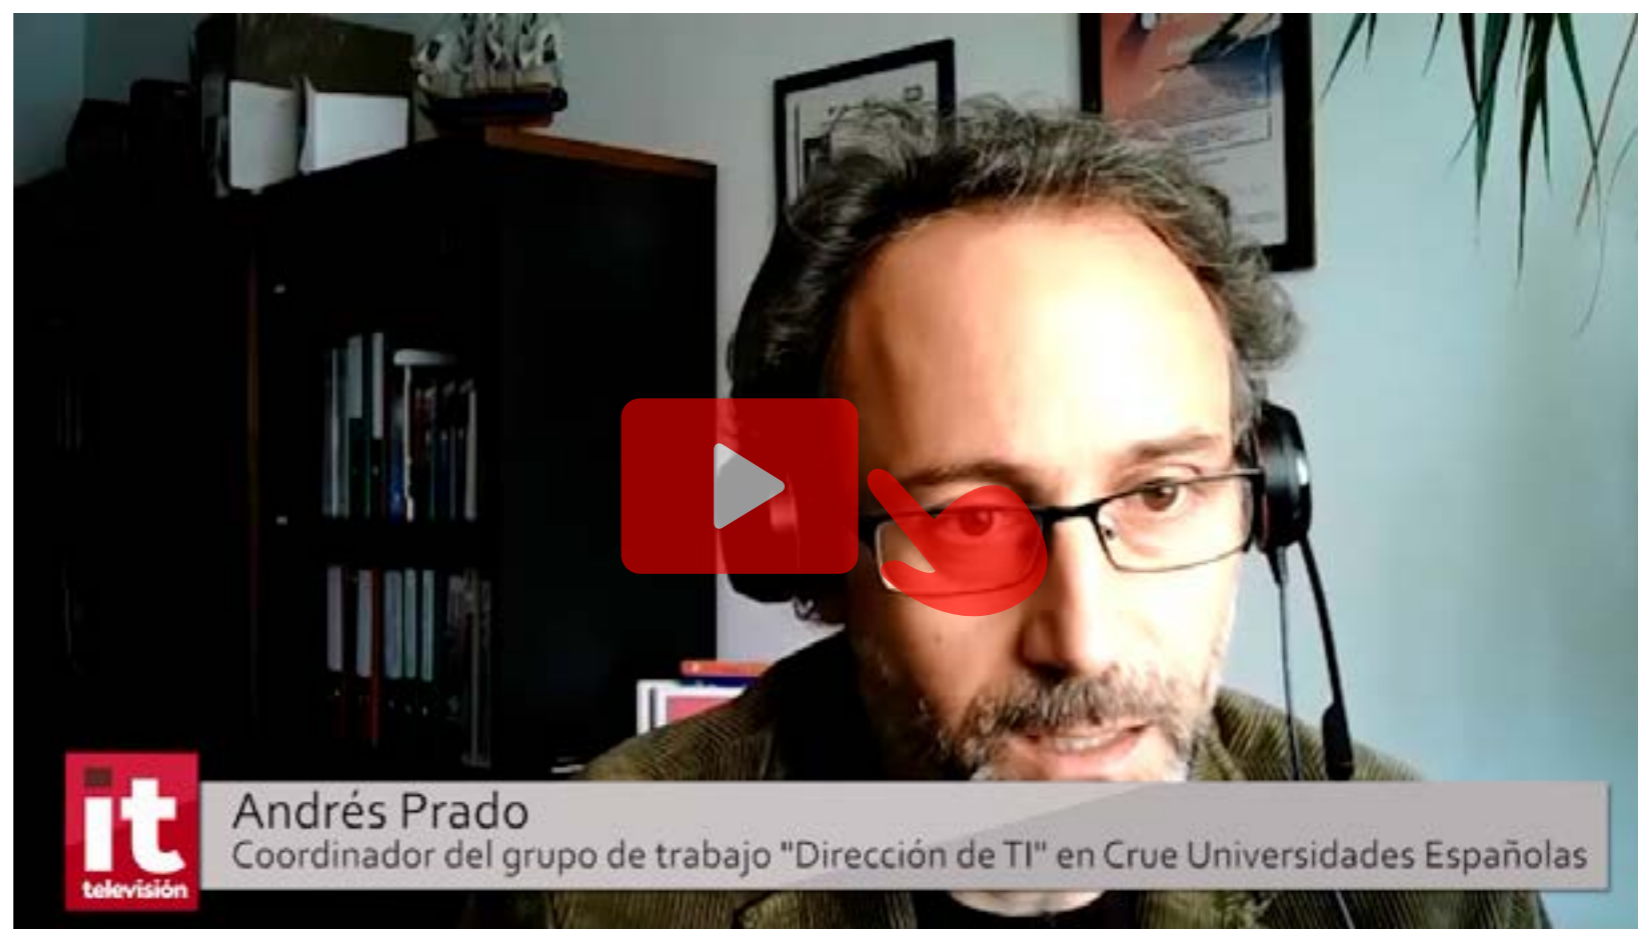 Andrés Prado
Coordinador del grupo de trabajo "Dirección de TI" en Crue Universidades Españolas
it
televisión